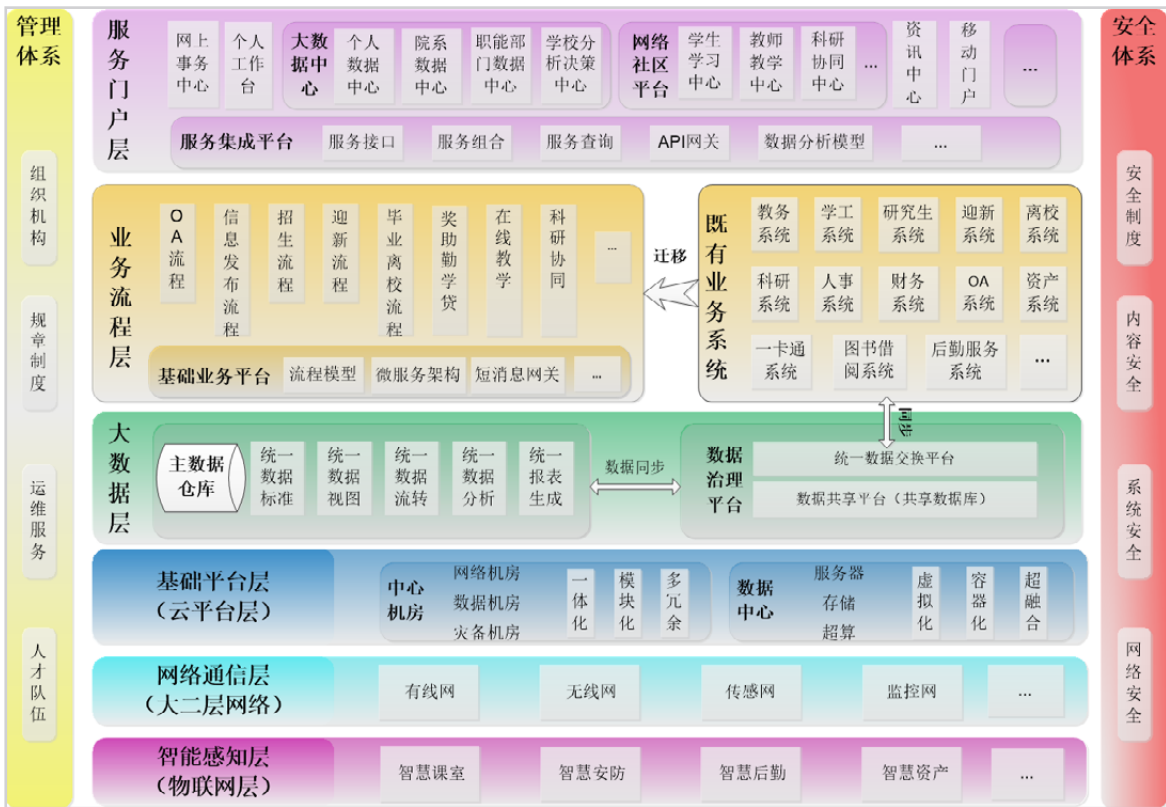 管理
体系
组织机构
规章制度
运维服务
人才队伍
服务门户层
网上
事务
中心
个人
工作
台
大数
据中
心
个人
数据
中心
院系
数据
中心
职能部
门数据
中心
学校分
析决策
中心
网络
社区
平台
学生
学习
中心
教师
教学
中心
科研
协同
中心
...
资讯中心
移动门户
...
服务集成平台
服务接口
服务组合
服务查询
API网关
数据分析模型
...
业务流程层
OA流程
信息发布流程
招生流程
迎新流程
毕业离校流程
奖助勤学贷
在线教学
科研协同
...
基础业务平台
流程模型
微服务架构
短消息网关
...
迁移
既有业务系统
教务
系统
学工
系统
研究生
系统
迎新
系统
离校
系统
科研
系统
人事
系统
财务
系统
OA
系统
资产
系统
一卡通
系统
图书借
阅系统
后勤服务
系统
...
同步
大数据层
主数据
仓库
统一
数据
标准
统一
数据
视图
统一
数据
流转
统一
数据
分析
统一
报表
生成
数据同步
数据
治理
平台
统一数据交换平台
数据共享平台（共享数据库）
基础平台层
（云平台层）
中心
机房
网络机房
数据机房
灾备机房
一体化
模块化
多冗余
数据
中心
服务器
存储
超算
虚拟化
容器化
超融合
网络通信层
（大二层网络）
有线网
无线网
传感网
监控网
...
智能感知层
（物联网层）
智慧课室
智慧安防
智慧后勤
智慧资产
...
安全
体系
安全制度
内容安全
系统安全
网络安全